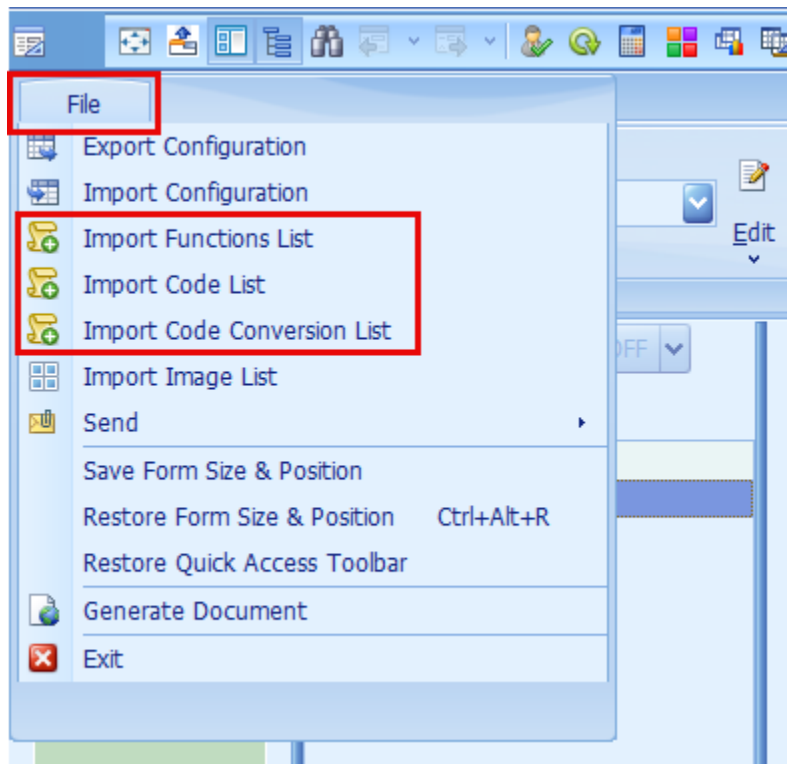 File
Export Configuration
Import Configuration
Import Functions List
Import Code List
Import Code Conversion List
Import Image List
Send
Save Form Size & Position
Restore Form Size & Position Ctrl+Alt+R
Restore Quick Access Toolbar
Generate Document
Exit
Edit